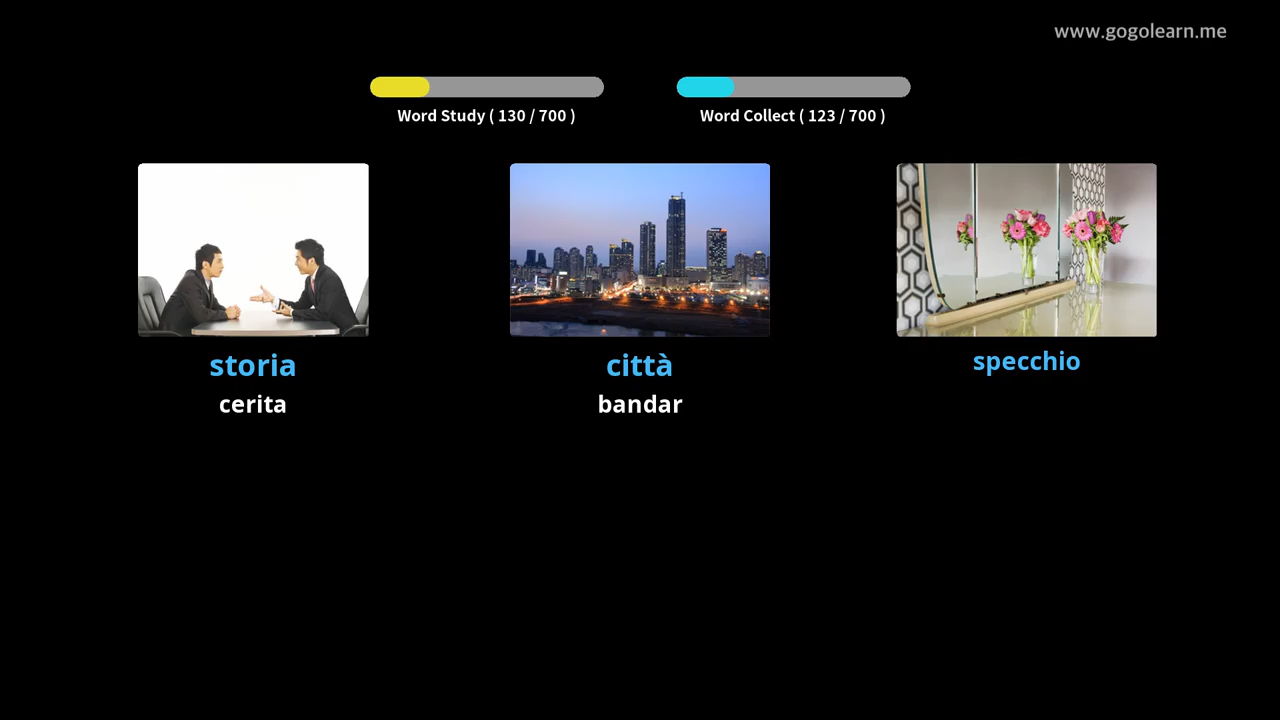 www.gogolearn.me
Word Study ( 130 / 700 )
Word Collect ( 123 / 700 )
storia
città
specchio
cerita
bandar